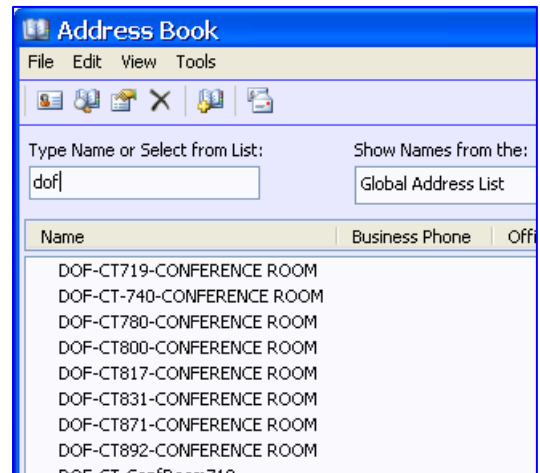 Address Book
File Edit View Tools
Type Name or Select from List: Show Names from the:
dof Global Address List
Name Business Phone Offi
DOF-CT719-CONFERENCE ROOM
DOF-CT-740-CONFERENCE ROOM
DOF-CT780-CONFERENCE ROOM
DOF-CT800-CONFERENCE ROOM
DOF-CT817-CONFERENCE ROOM
DOF-CT831-CONFERENCE ROOM
DOF-CT871-CONFERENCE ROOM
DOF-CT892-CONFERENCE ROOM